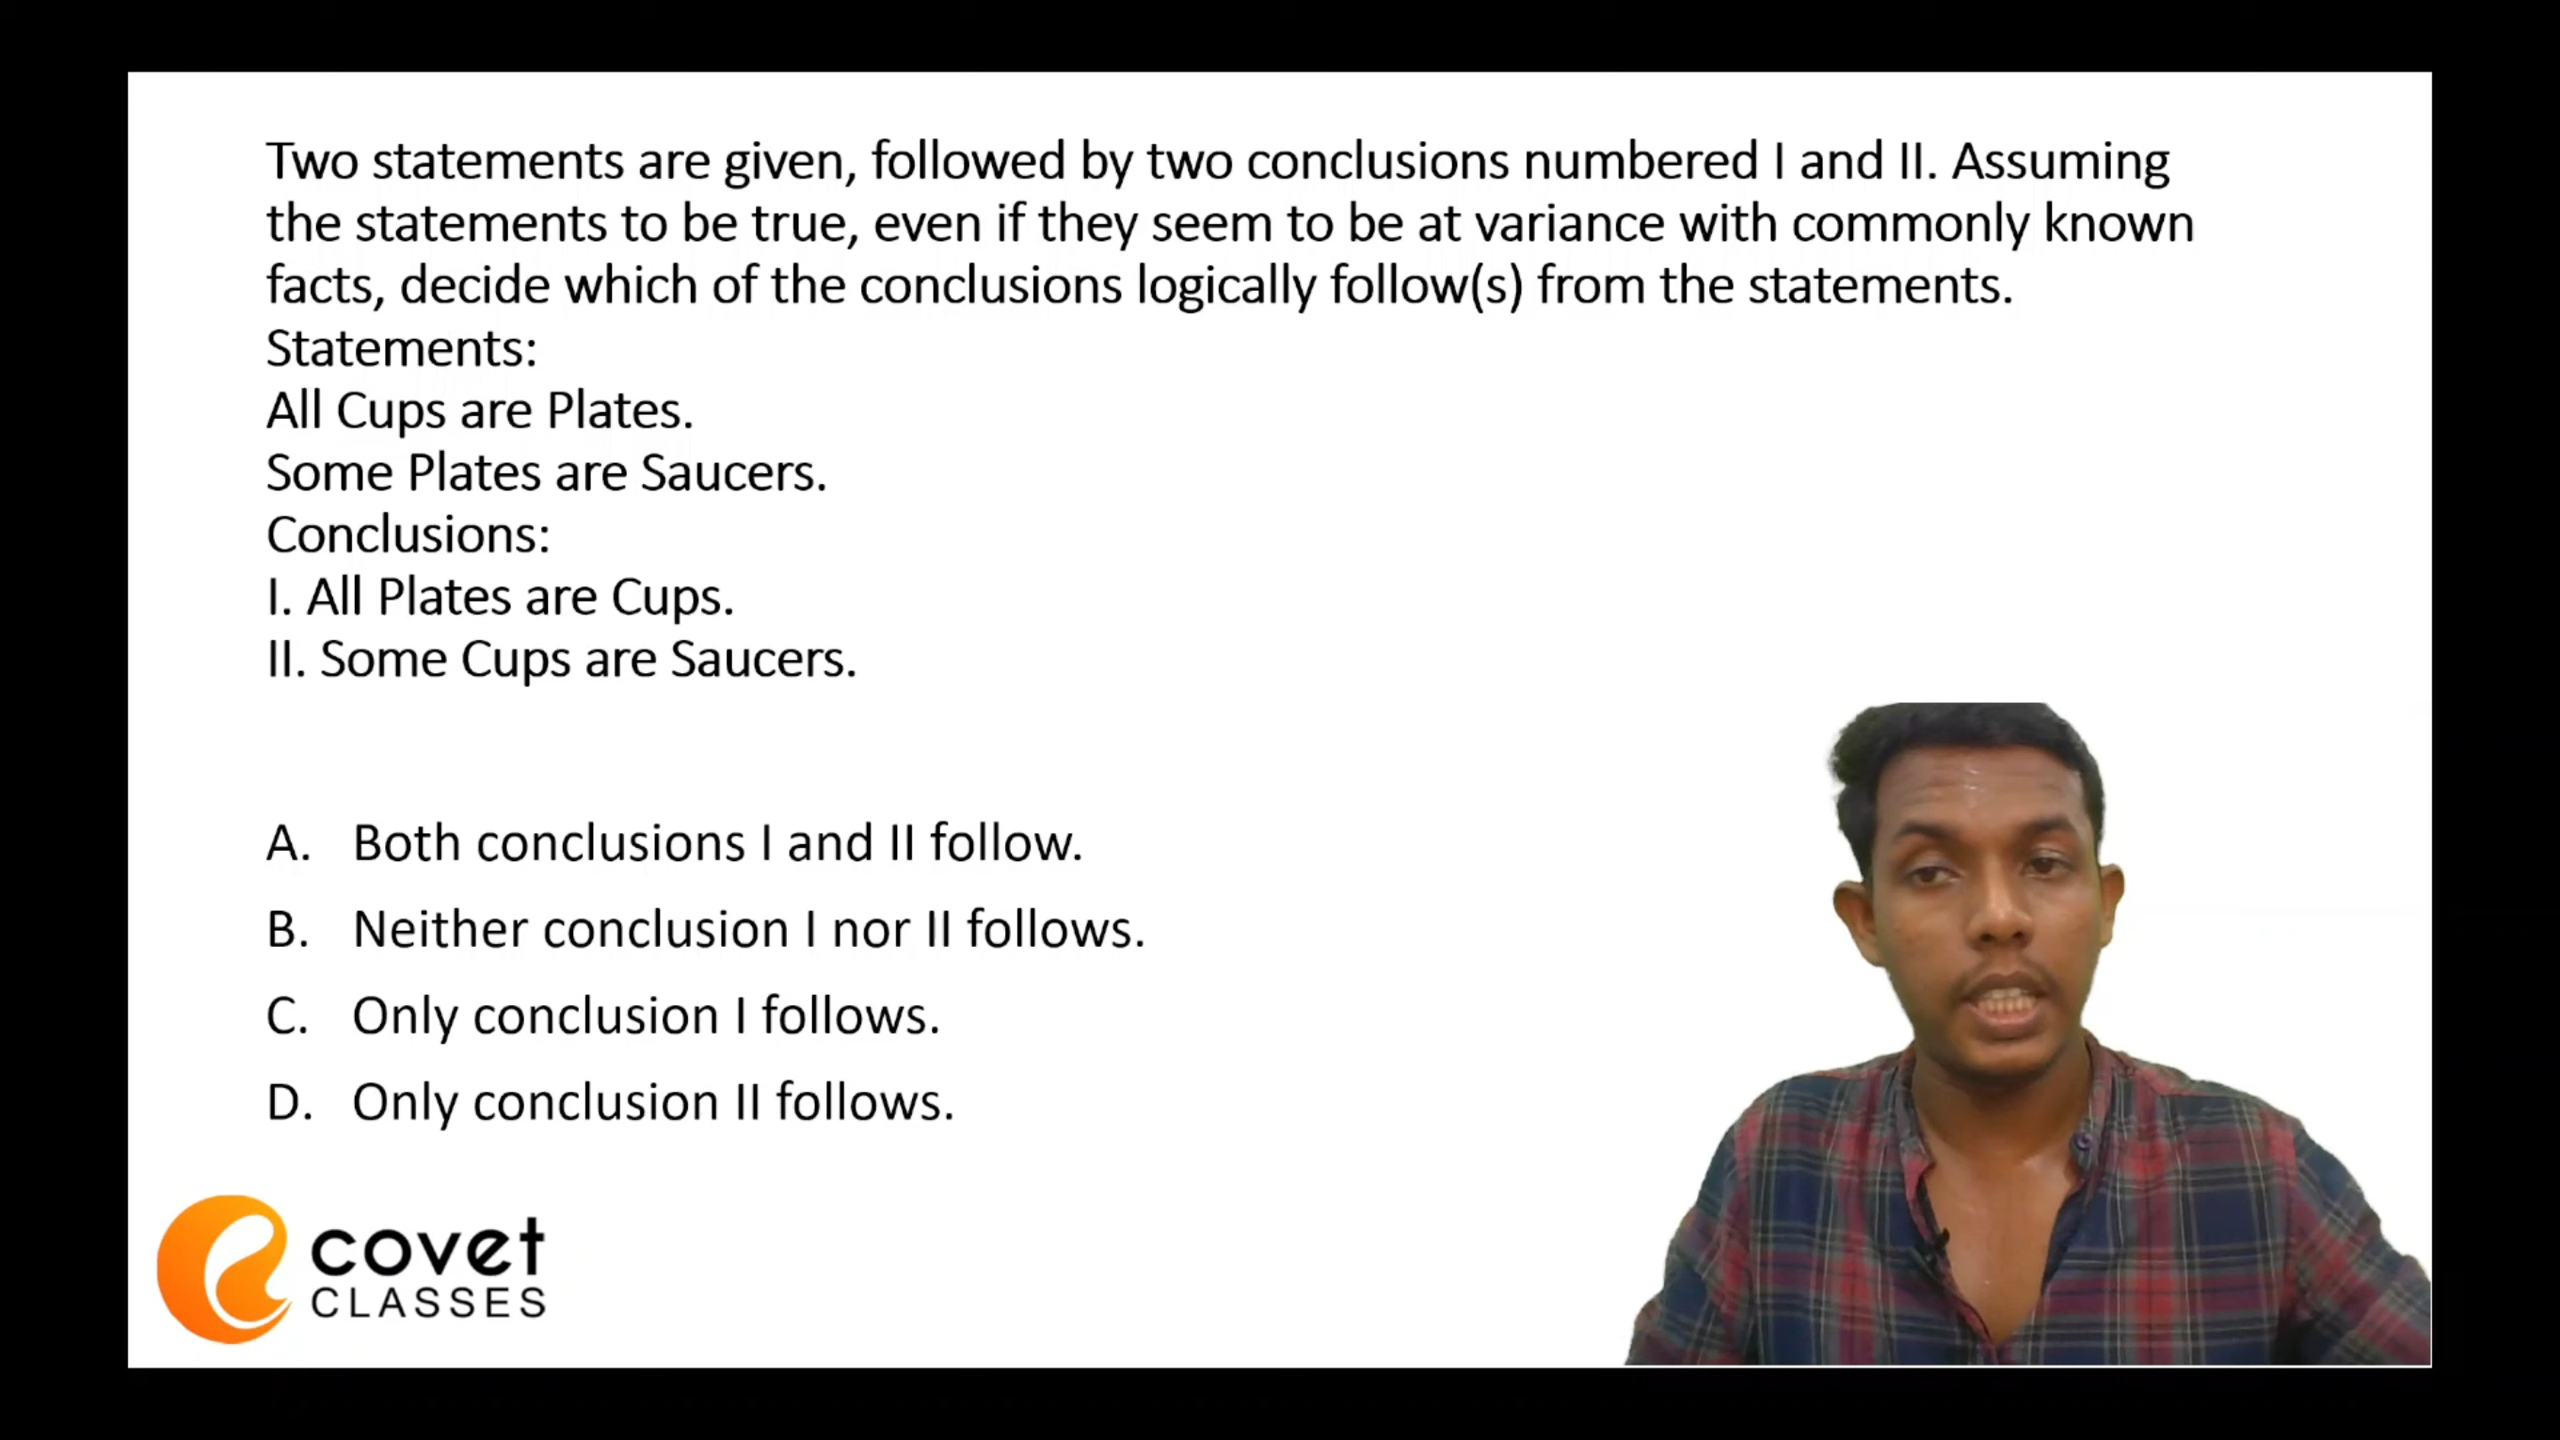 Two statements are given, followed by two conclusions numbered I and II. Assuming
the statements to be true, even if they seem to be at variance with commonly known
facts, decide which of the conclusions logically follow(s) from the statements.
Statements:
All Cups are Plates.
Some Plates are Saucers.
Conclusions:
I. All Plates are Cups.
II. Some Cups are Saucers.
A. Both conclusions I and II follow.
B. Neither conclusion I nor II follows.
C. Only conclusion I follows.
D. Only conclusion II follows.
covet
CLASSES